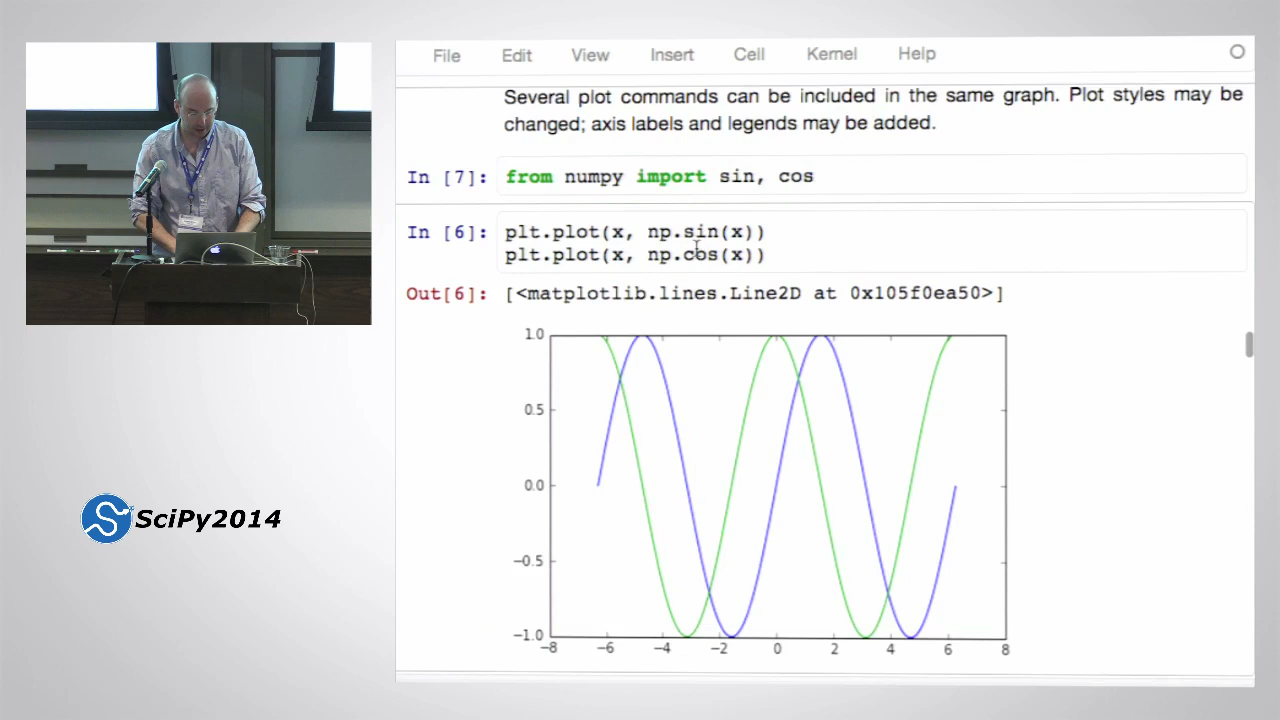 File Edit View Insert Cell Kernel Help
Several plot commands can be included in the same graph. Plot styles may be
changed; axis labels and legends may be added.
In [7]: from numpy import sin, cos
In [6]: plt.plot(x, np.sin(x))
plt.plot(x, np.cos(x))
Out[6]: [<matplotlib.lines.Line2D at 0x105f0ea50>]
1.0
0.5
0.0
−0.5
−1.0
−8 −6 −4 −2 0 2 4 6 8
SciPy2014